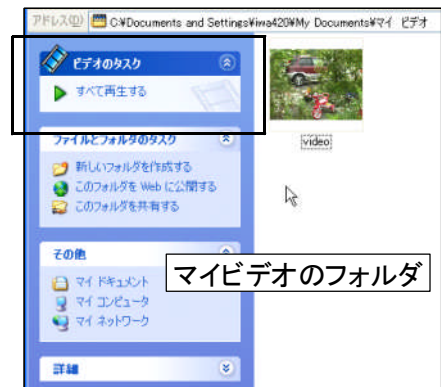 アドレス(D) C:¥Documents and Settings¥iwa420¥My Documents¥マイ ビデオ
ビデオのタスク
すべて再生する
ファイルとフォルダのタスク
新しいフォルダを作成する
このフォルダを Web に公開する
このフォルダを共有する
その他
マイ ドキュメント
マイ コンピュータ
マイ ネットワーク
詳細
video
マイビデオのフォルダ